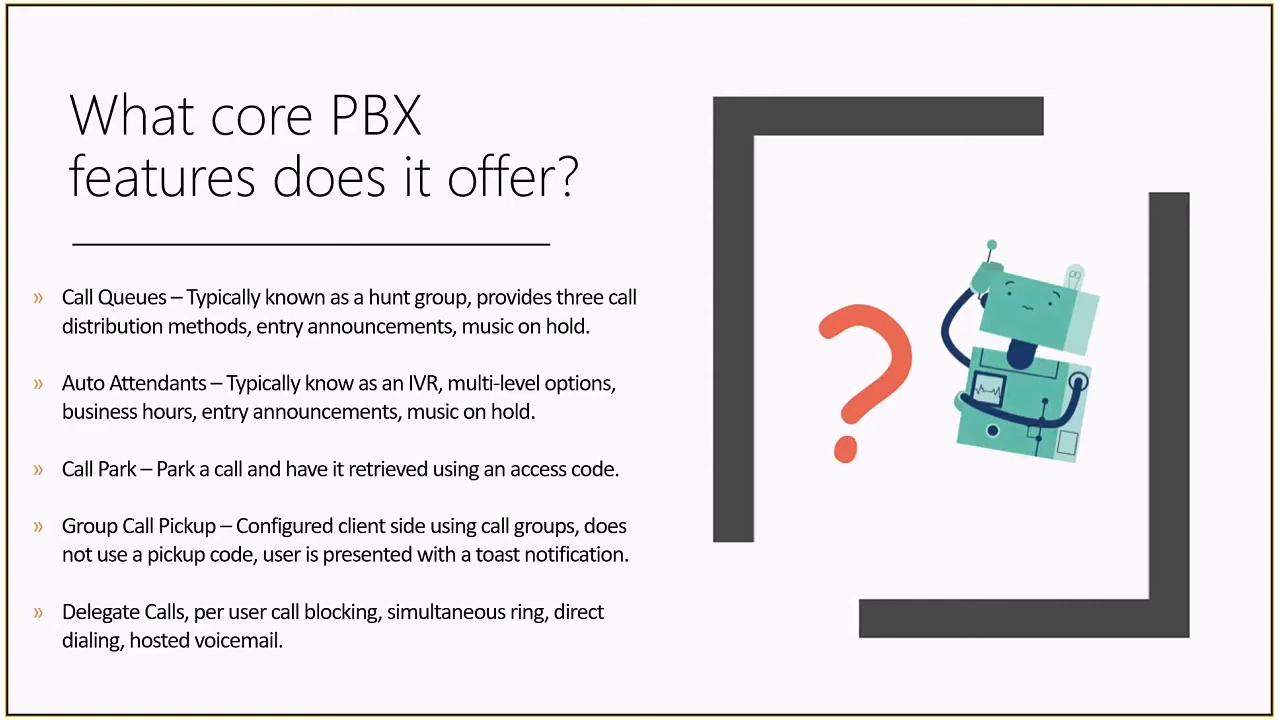 What core PBX
features does it offer?
» Call Queues – Typically known as a hunt group, provides three call
distribution methods, entry announcements, music on hold.
» Auto Attendants – Typically know as an IVR, multi-level options,
business hours, entry announcements, music on hold.
» Call Park – Park a call and have it retrieved using an access code.
» Group Call Pickup – Configured client side using call groups, does
not use a pickup code, user is presented with a toast notification.
» Delegate Calls, per user call blocking, simultaneous ring, direct
dialing, hosted voicemail.
?